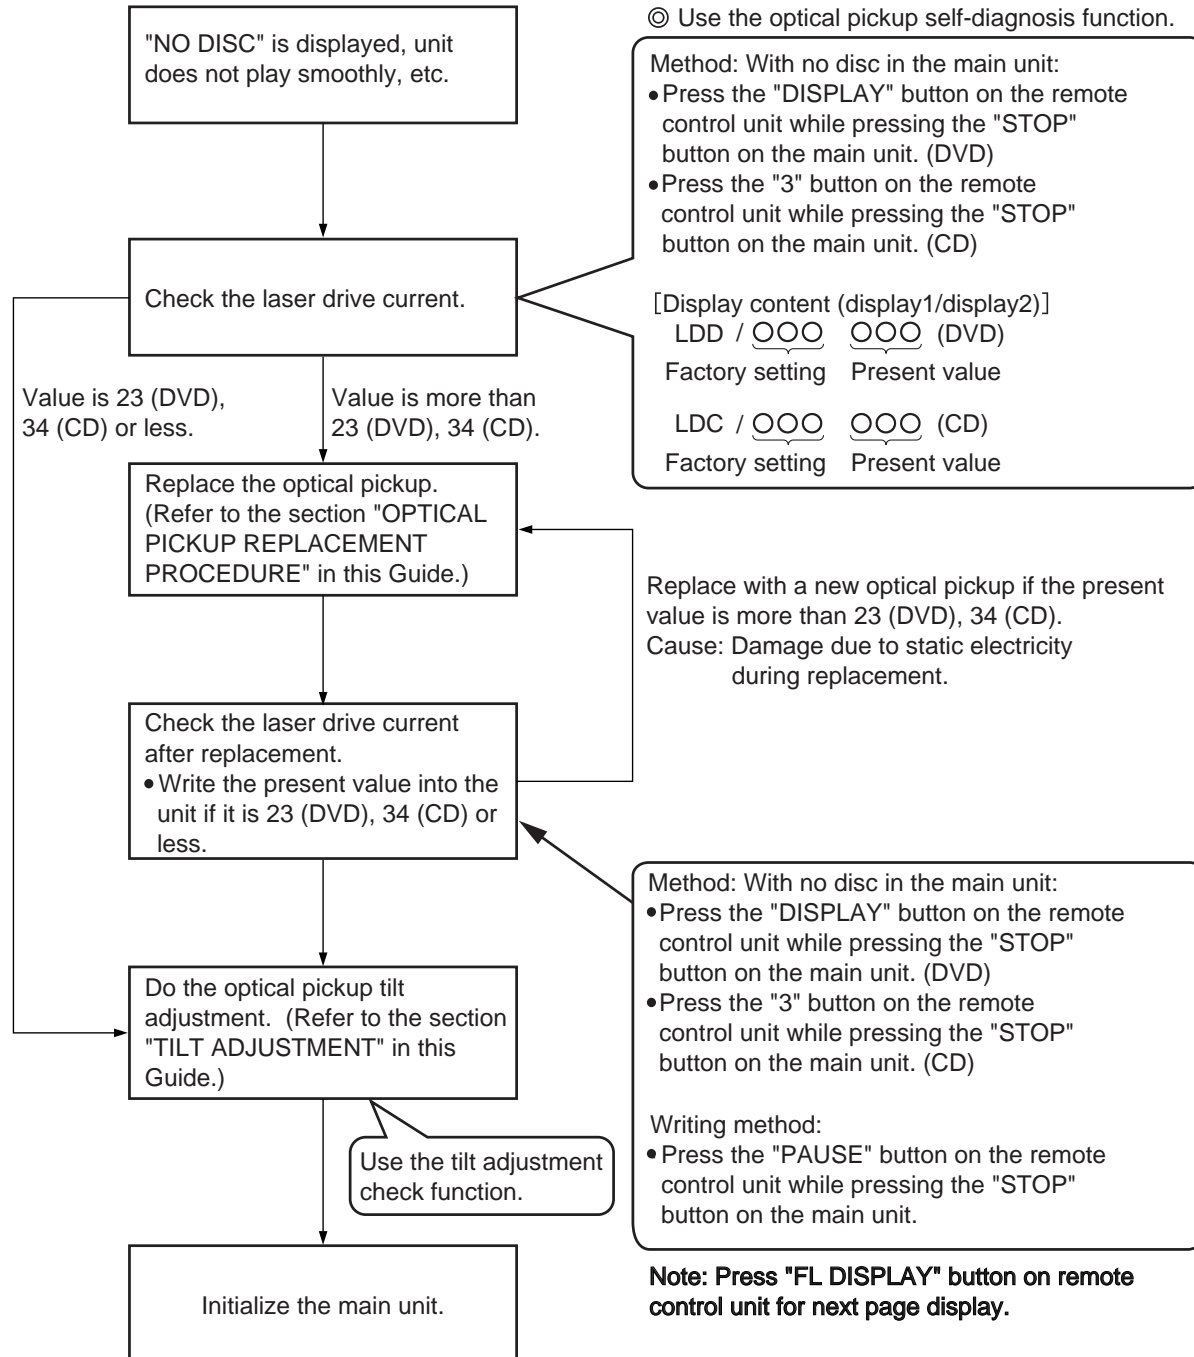 "NO DISC" is displayed, unit
does not play smoothly, etc.
◎ Use the optical pickup self-diagnosis function.
Method: With no disc in the main unit:
●Press the "DISPLAY" button on the remote
control unit while pressing the "STOP"
button on the main unit. (DVD)
●Press the "3" button on the remote
control unit while pressing the "STOP"
button on the main unit. (CD)
[Display content (display1/display2)]
LDD / ○○○ ○○○ (DVD)
Factory setting Present value
LDC / ○○○ ○○○ (CD)
Factory setting Present value
Check the laser drive current.
Value is 23 (DVD),
34 (CD) or less.
Value is more than
23 (DVD), 34 (CD).
Replace the optical pickup.
(Refer to the section "OPTICAL
PICKUP REPLACEMENT
PROCEDURE" in this Guide.)
Replace with a new optical pickup if the present
value is more than 23 (DVD), 34 (CD).
Cause: Damage due to static electricity
during replacement.
Check the laser drive current
after replacement.
● Write the present value into the
unit if it is 23 (DVD), 34 (CD) or
less.
Method: With no disc in the main unit:
●Press the "DISPLAY" button on the remote
control unit while pressing the "STOP"
button on the main unit. (DVD)
●Press the "3" button on the remote
control unit while pressing the "STOP"
button on the main unit. (CD)
Writing method:
● Press the "PAUSE" button on the remote
control unit while pressing the "STOP"
button on the main unit.
Do the optical pickup tilt
adjustment. (Refer to the section
"TILT ADJUSTMENT" in this
Guide.)
Use the tilt adjustment
check function.
Initialize the main unit.
Note: Press "FL DISPLAY" button on remote
control unit for next page display.